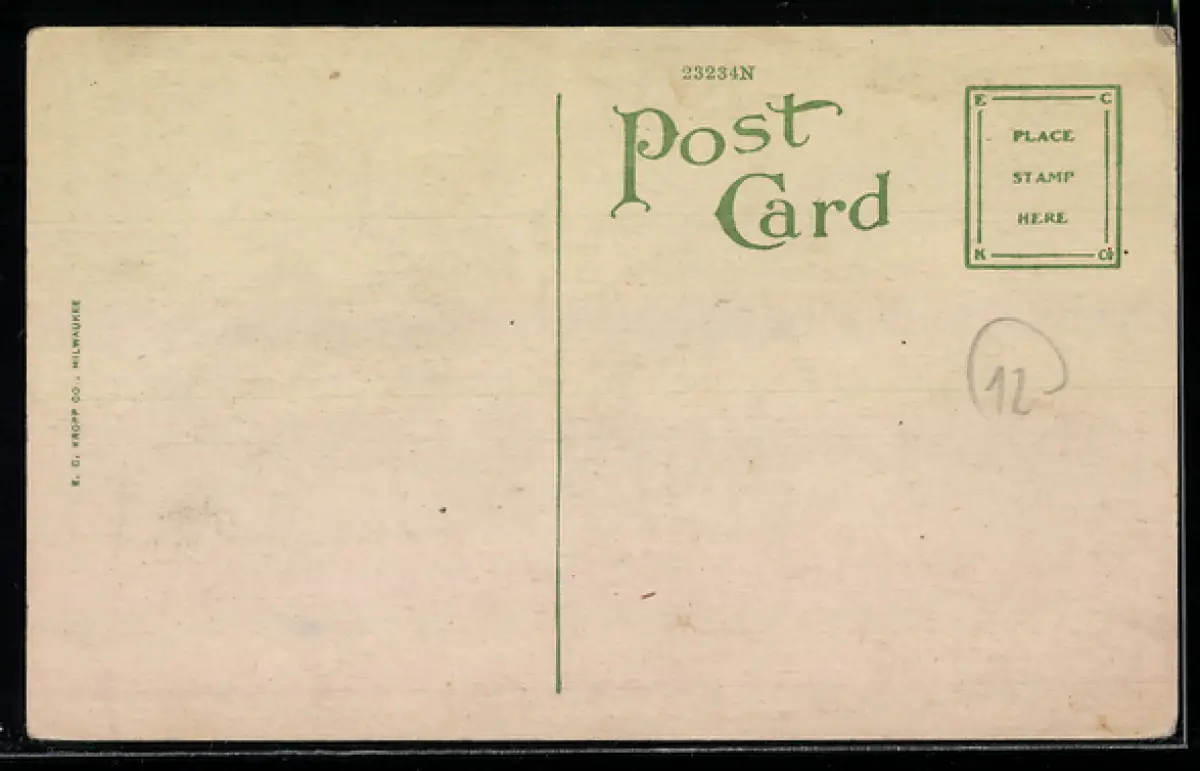 23234N
Post
Card
E C
PLACE
STAMP
HERE
K Co
12
E. C. KROPP CO., MILWAUKEE